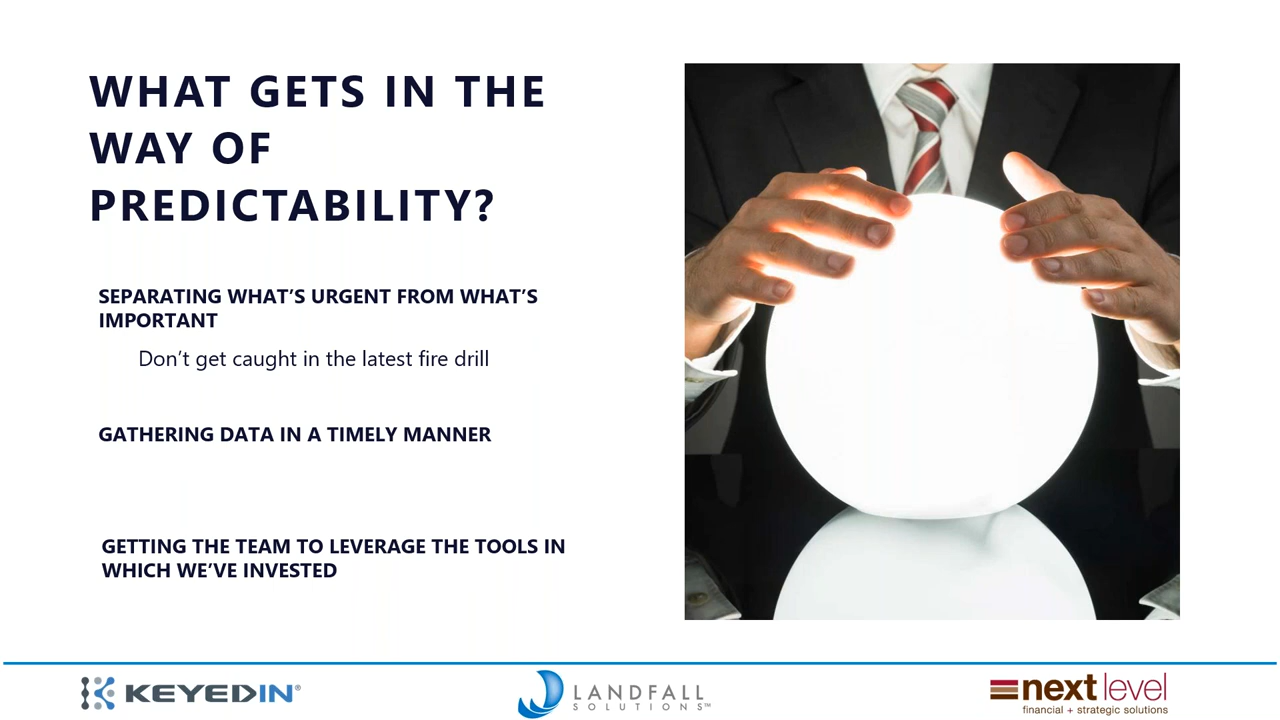 WHAT GETS IN THE
WAY OF
PREDICTABILITY?
SEPARATING WHAT’S URGENT FROM WHAT’S
IMPORTANT
Don’t get caught in the latest fire drill
GATHERING DATA IN A TIMELY MANNER
GETTING THE TEAM TO LEVERAGE THE TOOLS IN
WHICH WE’VE INVESTED
KEYEDIN®
LANDFALL
SOLUTIONS™
next level
financial + strategic solutions